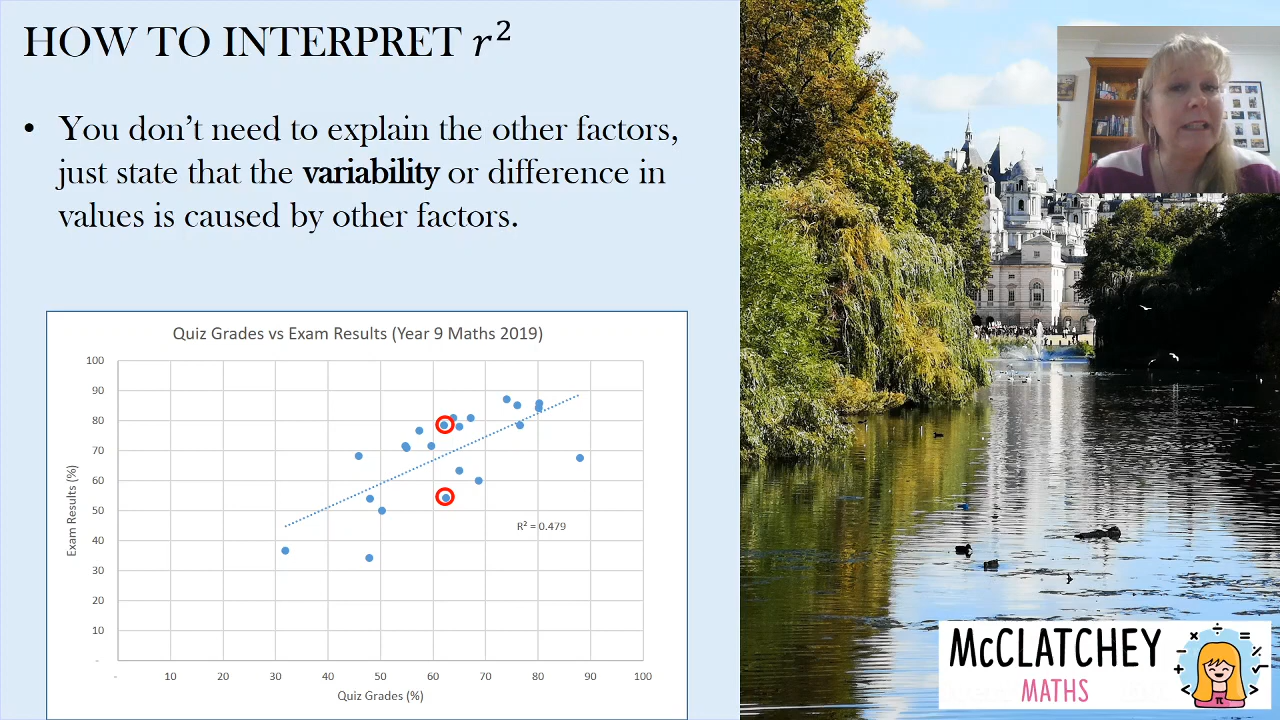 HOW TO INTERPRET r²
• You don't need to explain the other factors,
just state that the variability or difference in
values is caused by other factors.
Quiz Grades vs Exam Results (Year 9 Maths 2019)
100
90
80
70
60
50
40
30
20
10
-
Exam Results (%)
R² = 0.479
- 10 20 30 40 50 60 70 80 90 100
Quiz Grades (%)
McCLATCHEY
MATHS